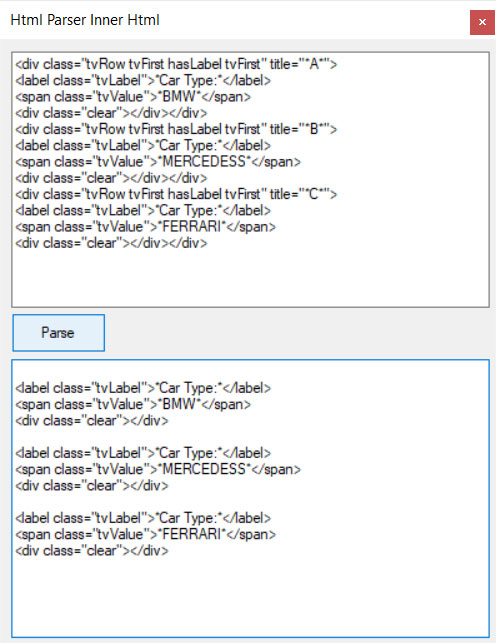 Html Parser Inner Html
<div class="tvRow tvFirst hasLabel tvFirst" title="*A*">
<label class="tvLabel">*Car Type:*</label>
<span class="tvValue">*BMW*</span>
<div class="clear"></div></div>
<div class="tvRow tvFirst hasLabel tvFirst" title="*B*">
<label class="tvLabel">*Car Type:*</label>
<span class="tvValue">*MERCEDESS*</span>
<div class="clear"></div></div>
<div class="tvRow tvFirst hasLabel tvFirst" title="*C*">
<label class="tvLabel">*Car Type:*</label>
<span class="tvValue">*FERRARI*</span>
<div class="clear"></div></div>
Parse
<label class="tvLabel">*Car Type:*</label>
<span class="tvValue">*BMW*</span>
<div class="clear"></div>
<label class="tvLabel">*Car Type:*</label>
<span class="tvValue">*MERCEDESS*</span>
<div class="clear"></div>
<label class="tvLabel">*Car Type:*</label>
<span class="tvValue">*FERRARI*</span>
<div class="clear"></div>